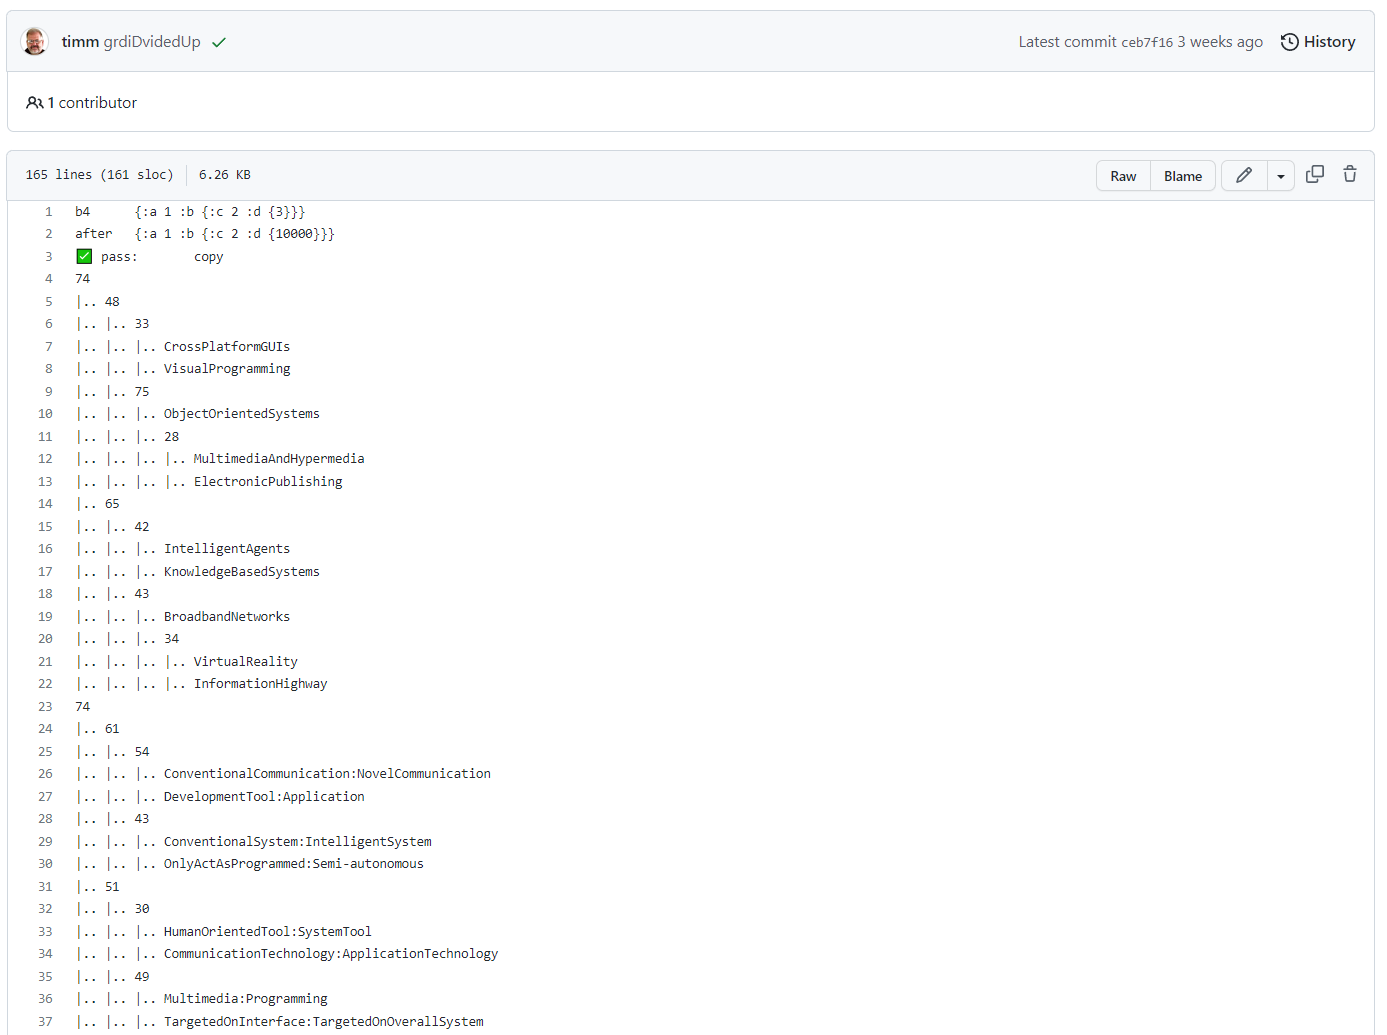 timm grdiDvidedUp Latest commit ceb7f16 3 weeks ago History
1 contributor
165 lines (161 sloc) 6.26 KB Raw Blame
1 b4 {:a 1 :b {:c 2 :d {3}}}
2 after {:a 1 :b {:c 2 :d {10000}}}
3 ✅ pass: copy
4 74
5 |.. 48
6 |.. |.. 33
7 |.. |.. |.. CrossPlatformGUIs
8 |.. |.. |.. VisualProgramming
9 |.. |.. 75
10 |.. |.. |.. ObjectOrientedSystems
11 |.. |.. |.. 28
12 |.. |.. |.. |.. MultimediaAndHypermedia
13 |.. |.. |.. |.. ElectronicPublishing
14 |.. 65
15 |.. |.. 42
16 |.. |.. |.. IntelligentAgents
17 |.. |.. |.. KnowledgeBasedSystems
18 |.. |.. 43
19 |.. |.. |.. BroadbandNetworks
20 |.. |.. |.. 34
21 |.. |.. |.. |.. VirtualReality
22 |.. |.. |.. |.. InformationHighway
23 74
24 |.. 61
25 |.. |.. 54
26 |.. |.. |.. ConventionalCommunication:NovelCommunication
27 |.. |.. |.. DevelopmentTool:Application
28 |.. |.. 43
29 |.. |.. |.. ConventionalSystem:IntelligentSystem
30 |.. |.. |.. OnlyActAsProgrammed:Semi-autonomous
31 |.. 51
32 |.. |.. 30
33 |.. |.. |.. HumanOrientedTool:SystemTool
34 |.. |.. |.. CommunicationTechnology:ApplicationTechnology
35 |.. |.. 49
36 |.. |.. |.. Multimedia:Programming
37 |.. |.. |.. TargetedOnInterface:TargetedOnOverallSystem